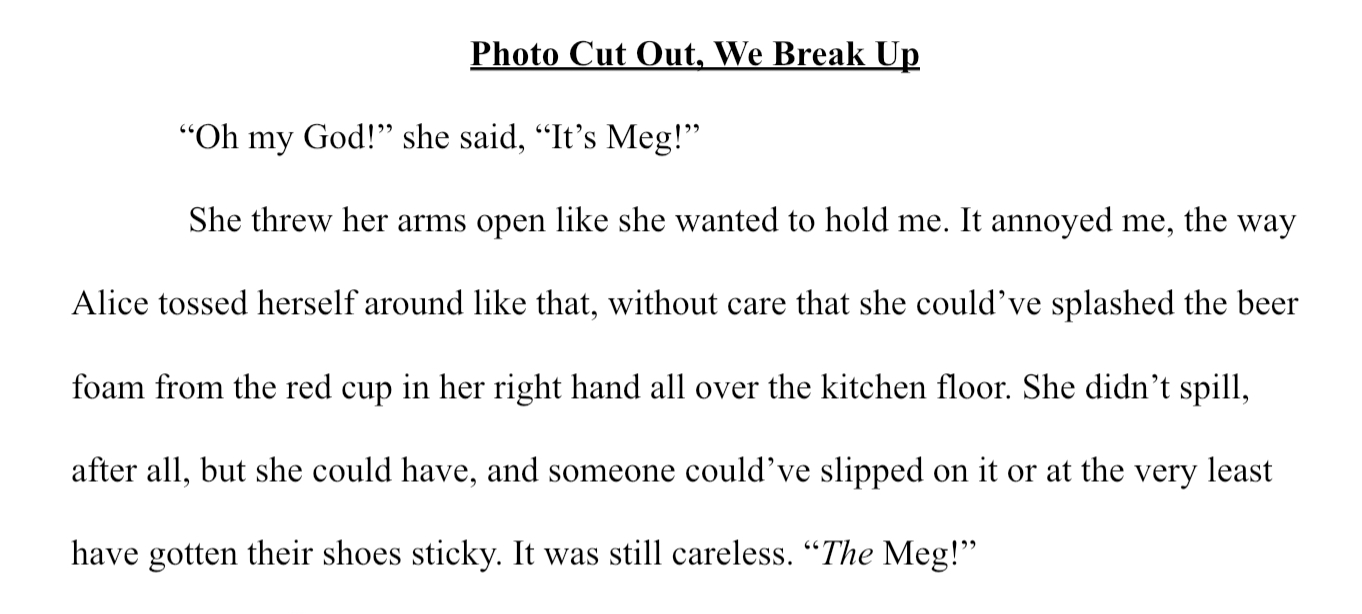 Photo Cut Out, We Break Up
“Oh my God!” she said, “It’s Meg!”
She threw her arms open like she wanted to hold me. It annoyed me, the way
Alice tossed herself around like that, without care that she could’ve splashed the beer
foam from the red cup in her right hand all over the kitchen floor. She didn’t spill,
after all, but she could have, and someone could’ve slipped on it or at the very least
have gotten their shoes sticky. It was still careless. “The Meg!”